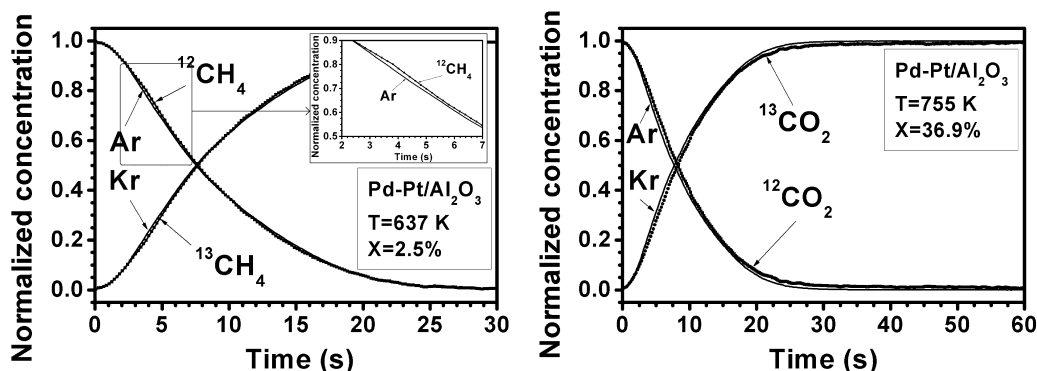 Normalized concentration
1.0
0.8
0.6
0.4
0.2
0.0
0
5
10
15
20
25
30
Time (s)
¹²CH₄
Ar
Kr
¹³CH₄
Normalized concentration
0.9
0.8
0.7
0.6
0.5
2
3
4
5
6
7
Time (s)
¹²CH₄
Ar
Pd-Pt/Al₂O₃
T=637 K
X=2.5%
Normalized concentration
1.0
0.8
0.6
0.4
0.2
0.0
0
10
20
30
40
50
60
Time (s)
Ar
Kr
¹³CO₂
¹²CO₂
Pd-Pt/Al₂O₃
T=755 K
X=36.9%